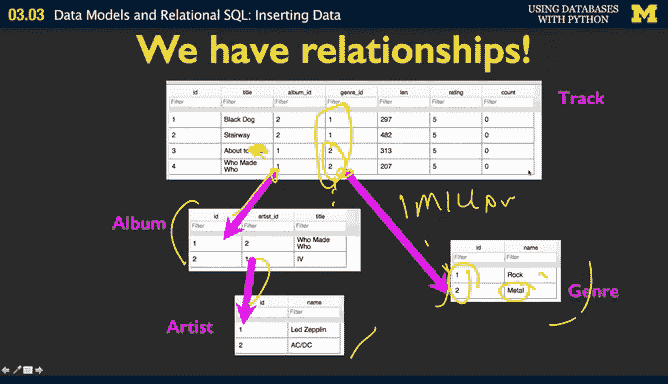 03.03 Data Models and Relational SQL: Inserting Data
USING DATABASES
WITH PYTHON
M
We have relationships!
id title album_id genre_id len rating count
Filter Filter Filter Filter Filter Filter Filter
Track
1 Black Dog 2 1 297 5 0
2 Stairway 2 1 482 5 0
3 About to 1 2 313 5 0
4 Who Made Who 1 2 207 5 0
Album
id artist_id title
Filter Filter Filter
1 2 Who Made Who
2 1 IV
id name
Filter Filter
1 Rock
2 Metal
Genre
Artist
id name
Filter
1 Led Zepplin
2 AC/DC